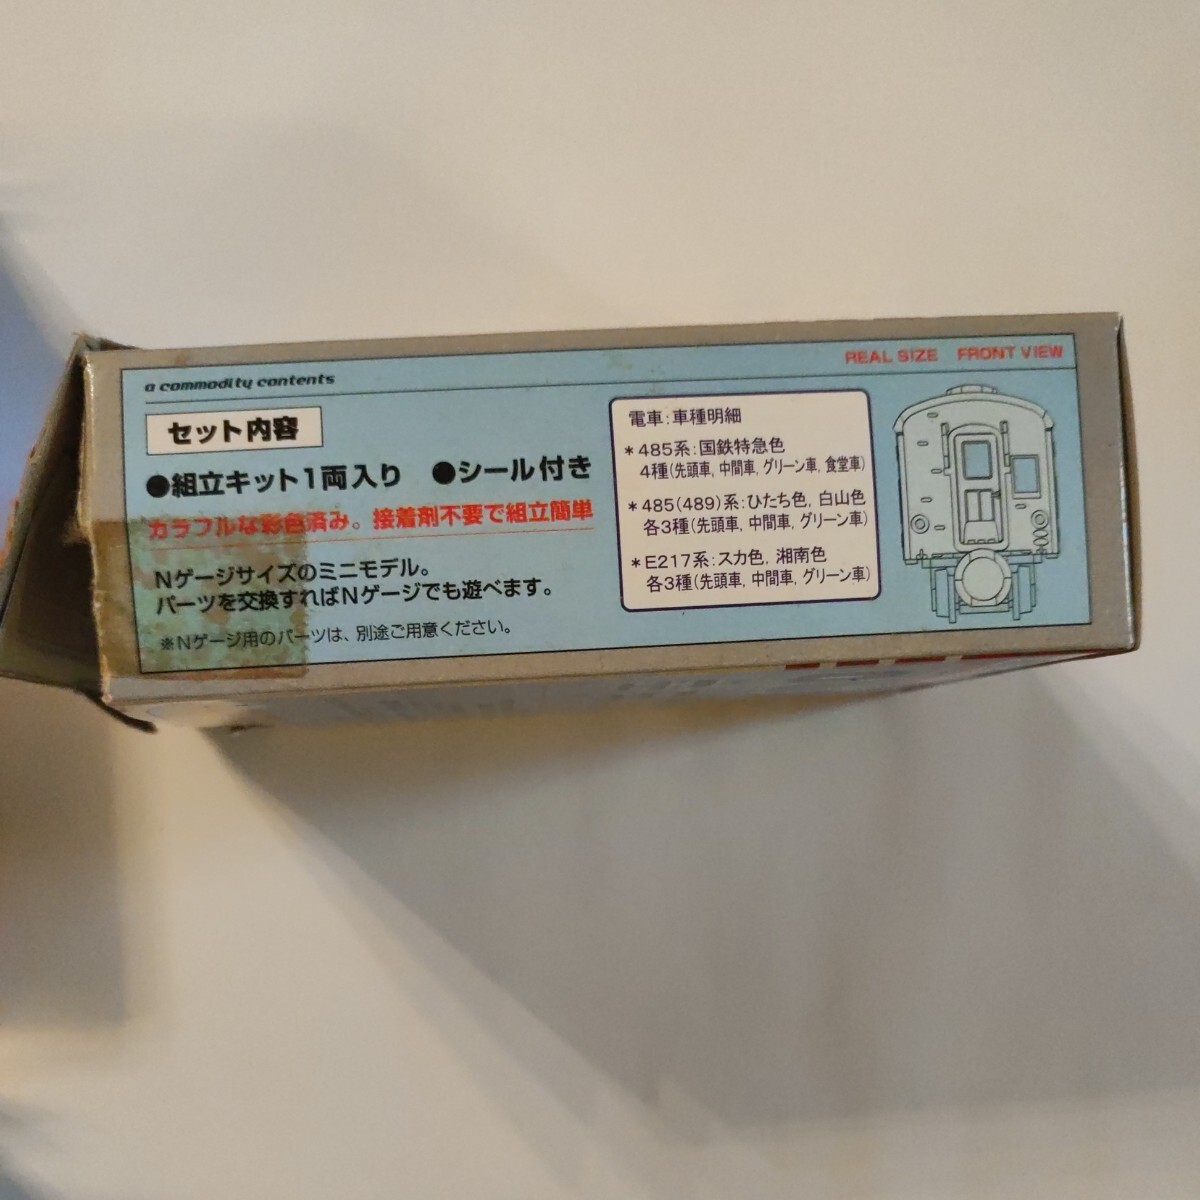 a commodity contents
REAL SIZE FRONT VIEW
セット内容
●組立キット1両入り ●シール付き
カラフルな彩色済み。接着剤不要で組立簡単
Nゲージサイズのミニモデル。
パーツを交換すればNゲージでも遊べます。
※Nゲージ用のパーツは、別途ご用意ください。
電車:車種明細
*485系:国鉄特急色
4種(先頭車,中間車,グリーン車,食堂車)
*485(489)系:ひたち色,白山色
各3種(先頭車,中間車,グリーン車)
*E217系:スカ色,湘南色
各3種(先頭車,中間車,グリーン車)